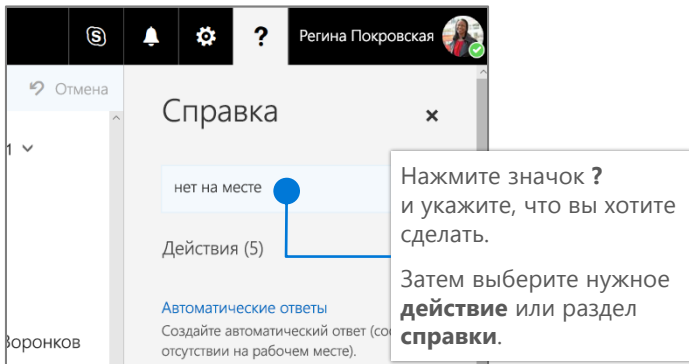 ? Регина Покровская
Отмена
Справка
×
1
нет на месте
Действия (5)
Автоматические ответы
Создайте автоматический ответ
отсутствии на рабочем месте).
Воронков
Нажмите значок ?
и укажите, что вы хотите
сделать.
Затем выберите нужное
действие или раздел
справки.